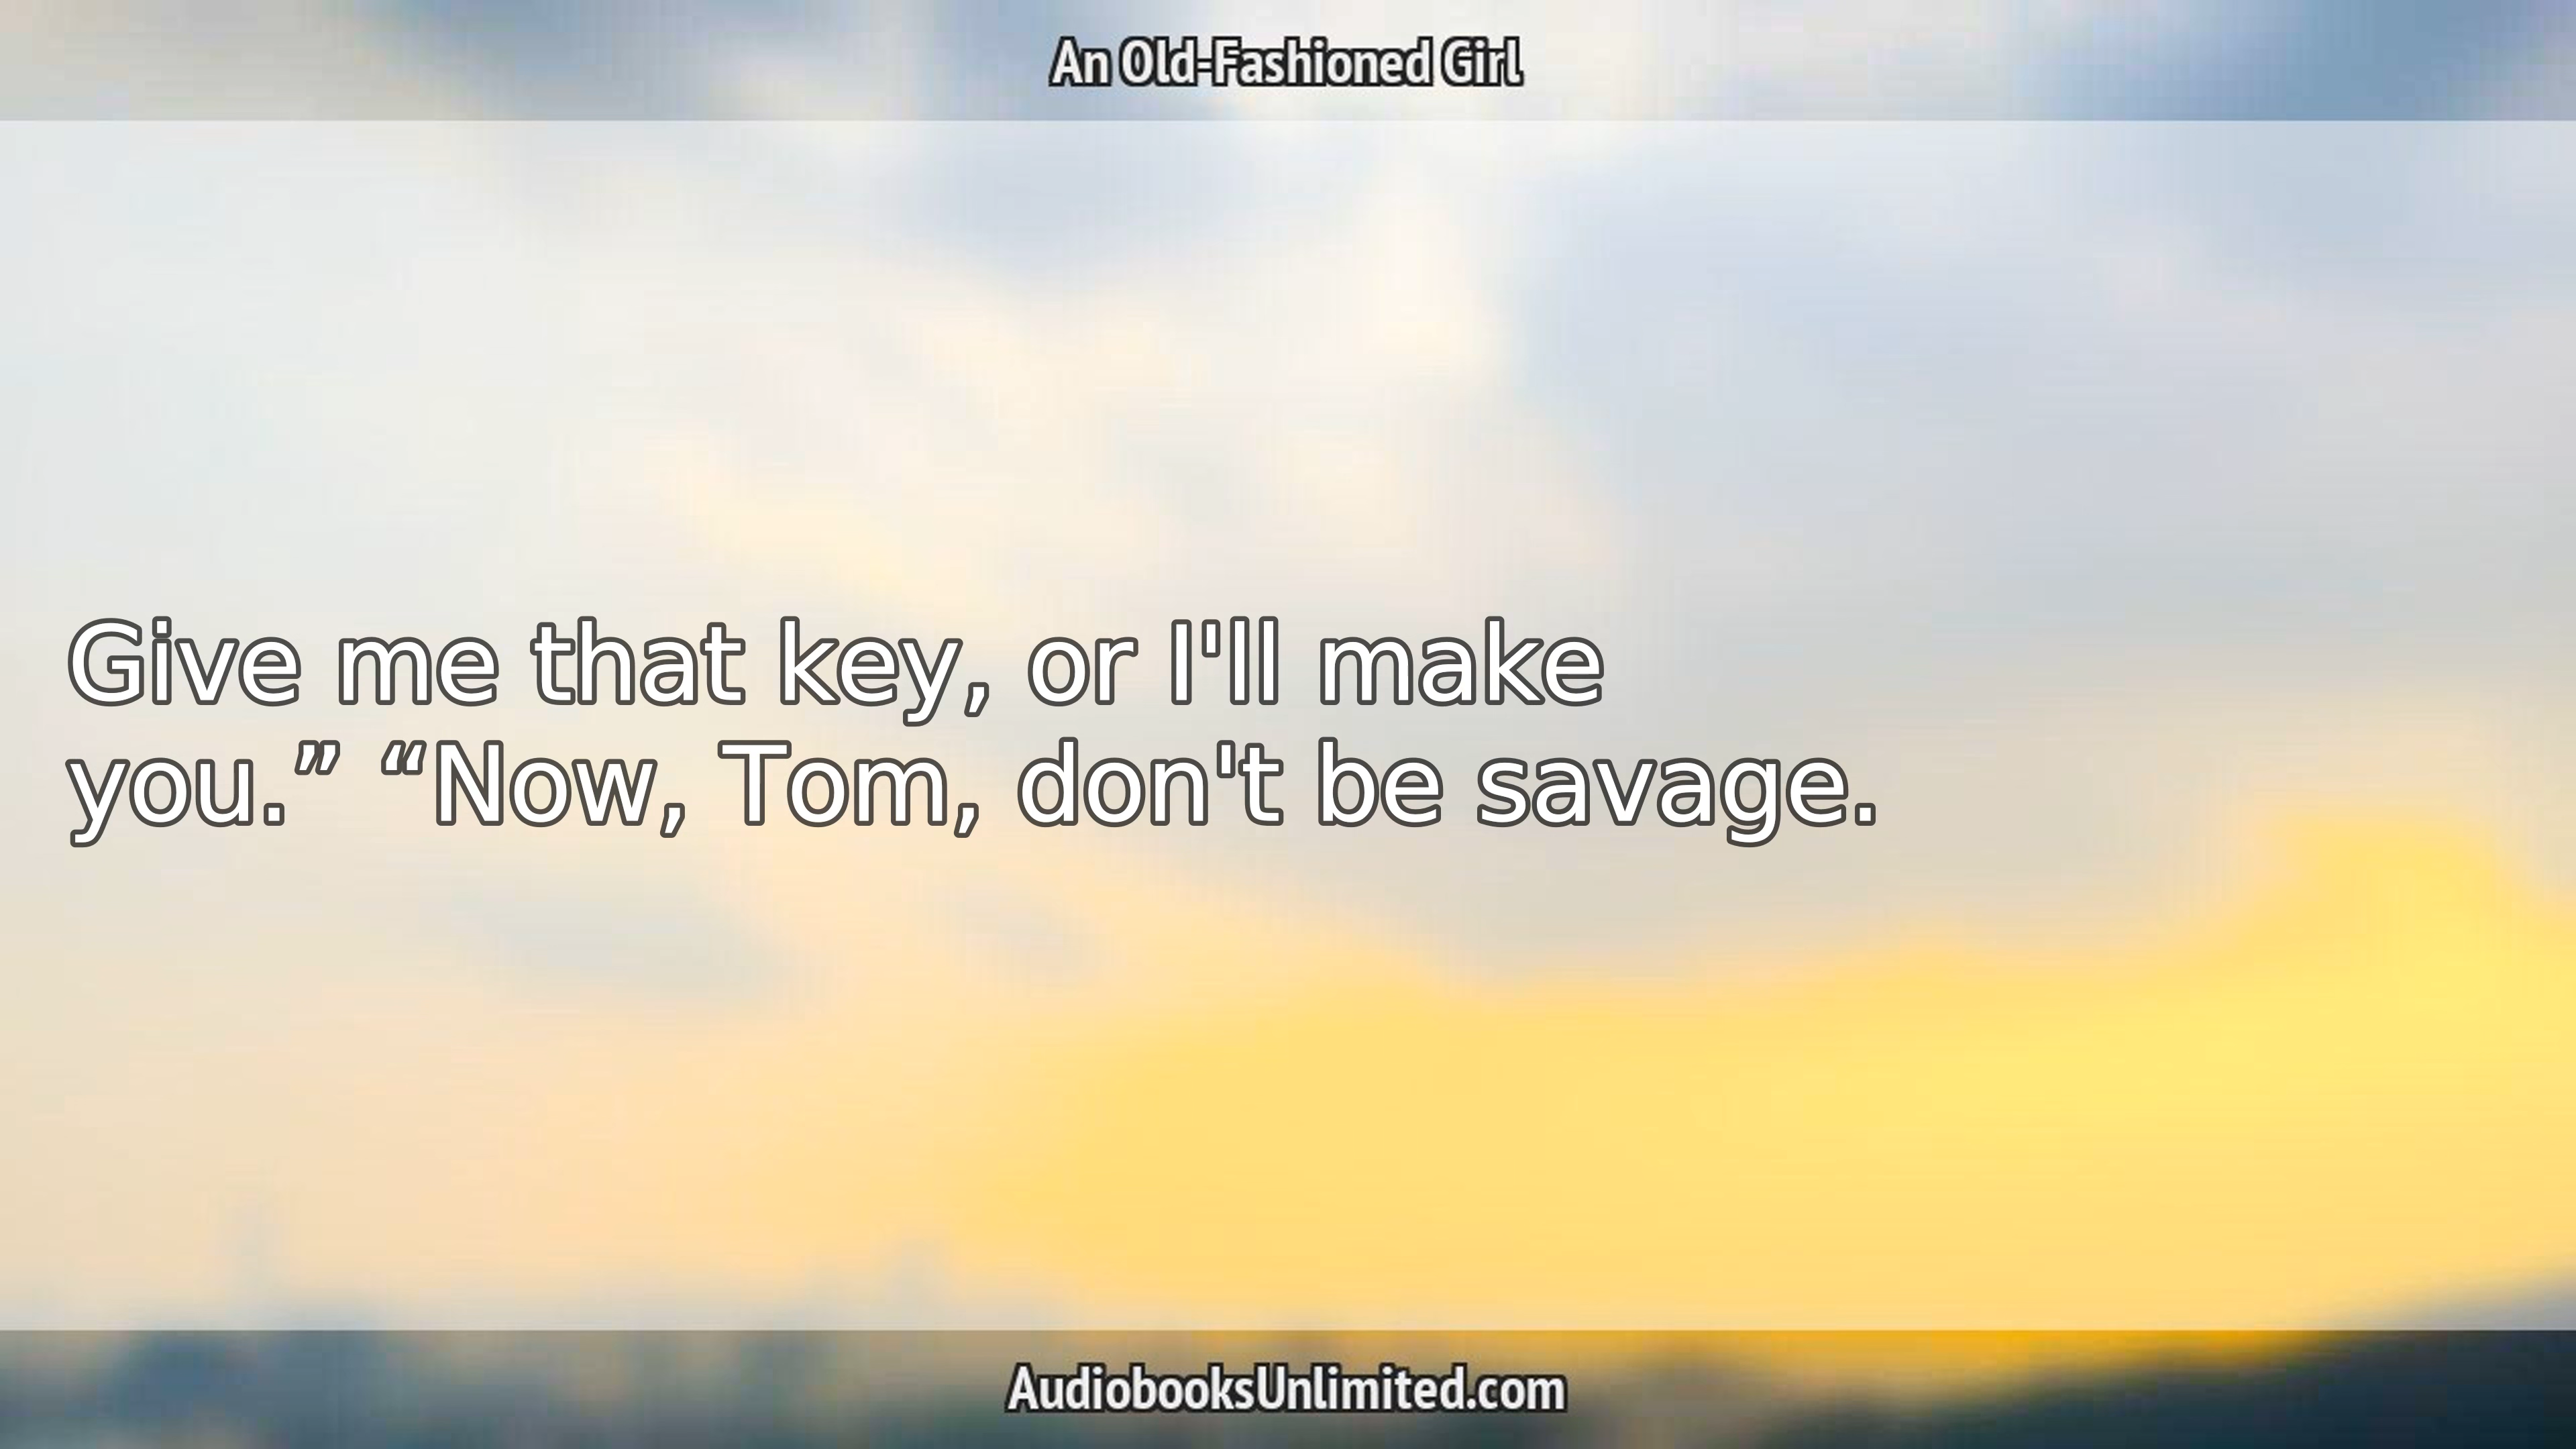 An Old-Fashioned Girl
Give me that key, or I'll make
you.” “Now, Tom, don't be savage.
AudiobooksUnlimited.com